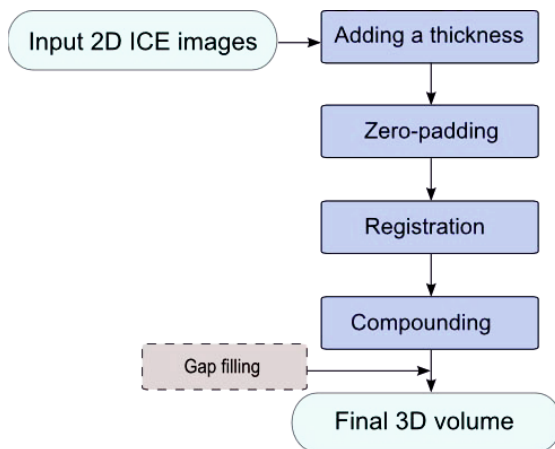 Input 2D ICE images
Adding a thickness
Zero-padding
Registration
Compounding
Gap filling
Final 3D volume